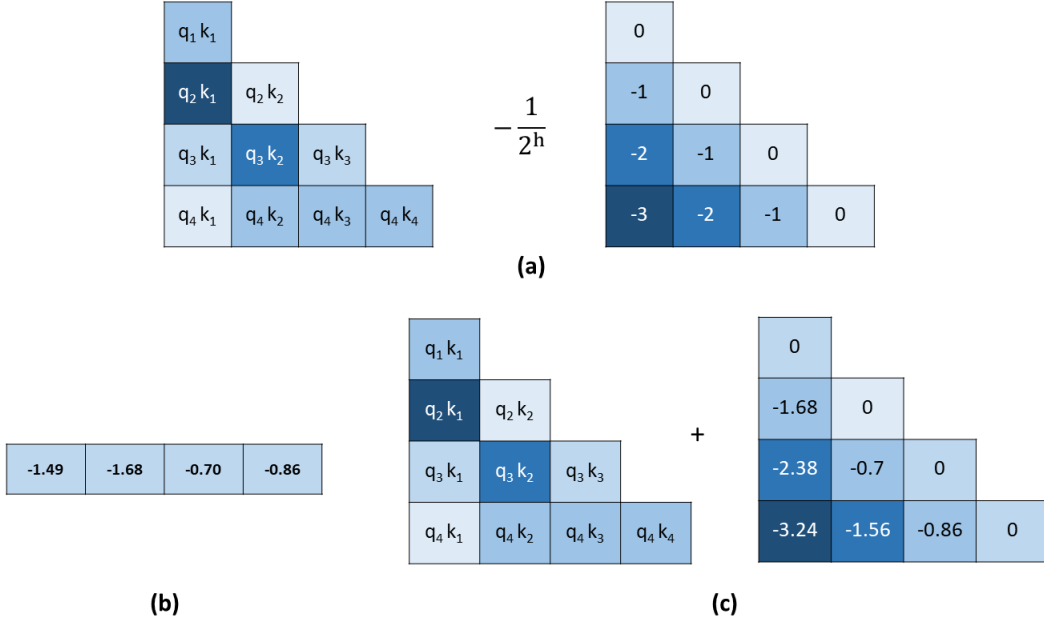 q₁ k₁ 0
q₂ k₁ q₂ k₂ -1 0
- 1/2ʰ
q₃ k₁ q₃ k₂ q₃ k₃ -2 -1 0
q₄ k₁ q₄ k₂ q₄ k₃ q₄ k₄ -3 -2 -1 0
(a)
q₁ k₁ 0
q₂ k₁ q₂ k₂ -1.68 0
+
-1.49 -1.68 -0.70 -0.86
q₃ k₁ q₃ k₂ q₃ k₃ -2.38 -0.7 0
q₄ k₁ q₄ k₂ q₄ k₃ q₄ k₄ -3.24 -1.56 -0.86 0
(b) (c)